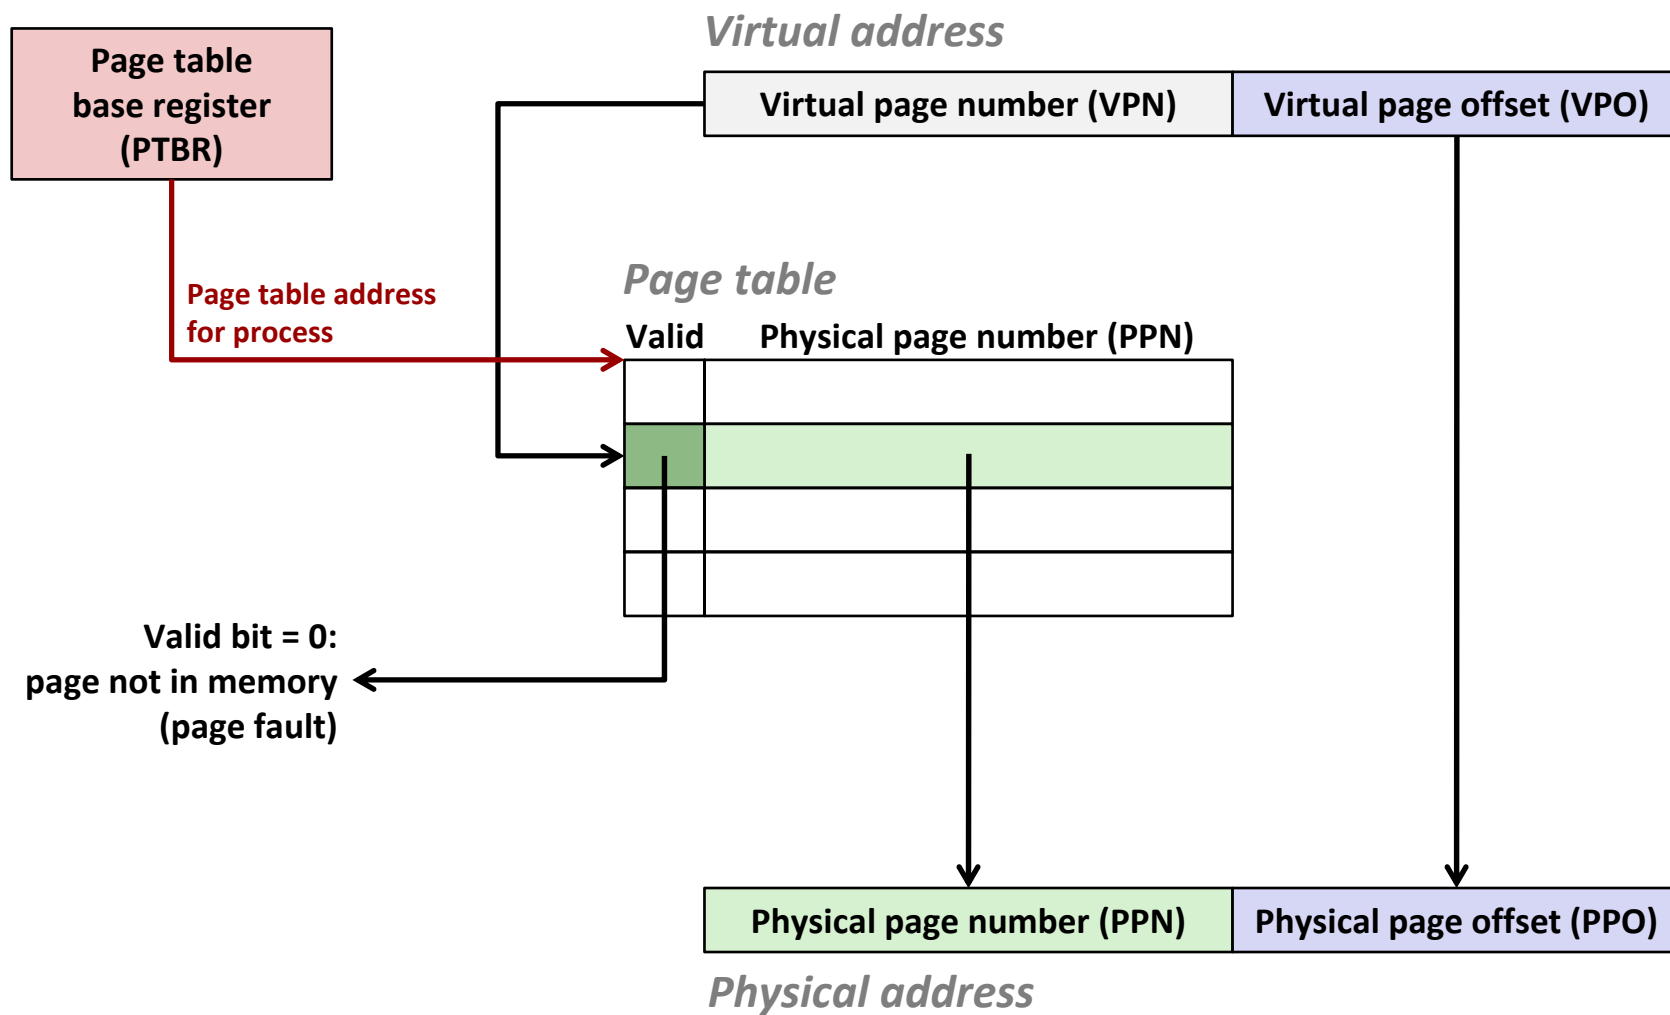 Virtual address
Page table
base register
(PTBR)
Virtual page number (VPN)
Virtual page offset (VPO)
Page table address
for process
Page table
Valid
Physical page number (PPN)
Valid bit = 0:
page not in memory
(page fault)
Physical page number (PPN)
Physical page offset (PPO)
Physical address